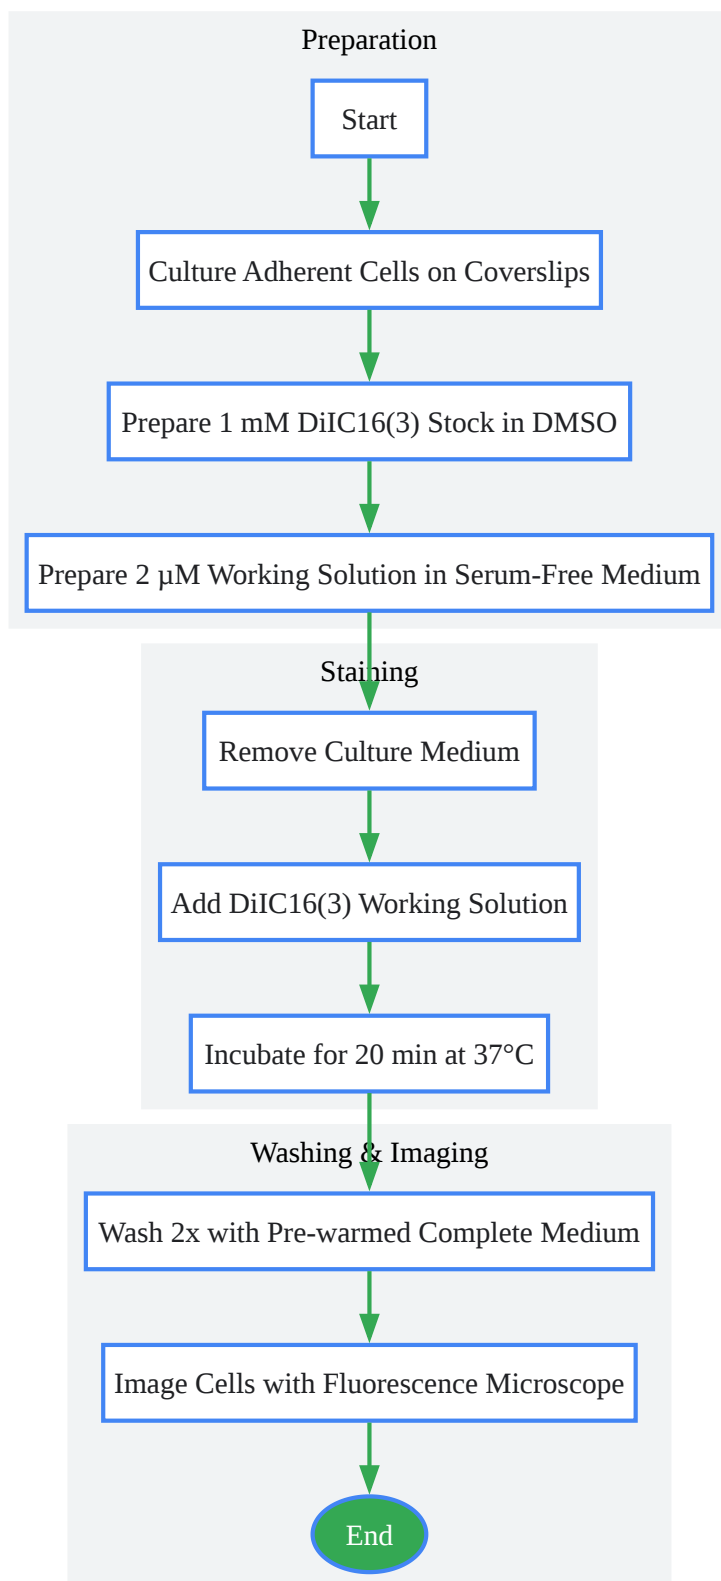 Preparation
Start
Culture Adherent Cells on Coverslips
Prepare 1 mM DiIC16(3) Stock in DMSO
Prepare 2 µM Working Solution in Serum-Free Medium
Staining
Remove Culture Medium
Add DiIC16(3) Working Solution
Incubate for 20 min at 37°C
Washing & Imaging
Wash 2x with Pre-warmed Complete Medium
Image Cells with Fluorescence Microscope
End